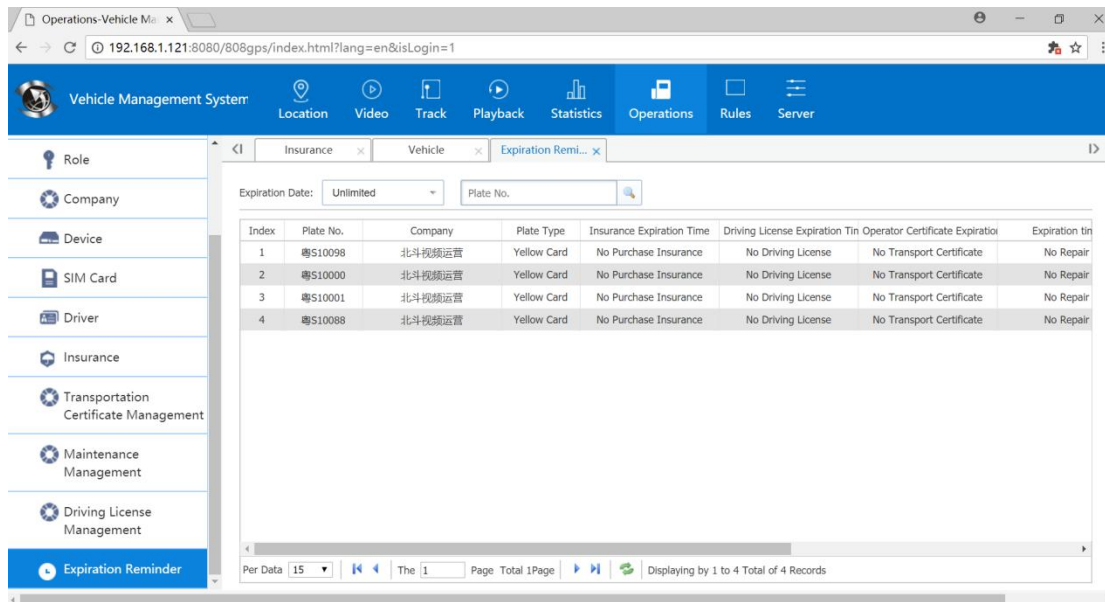 Operations-Vehicle Ma
192.168.1.121:8080/808gps/index.html?lang=en&isLogin=1
Vehicle Management System
Location Video Track Playback Statistics Operations Rules Server
Role
Company
Device
SIM Card
Driver
Insurance
Transportation
Certificate Management
Maintenance
Management
Driving License
Management
Expiration Reminder
Insurance Vehicle Expiration Remi...
Expiration Date: Unlimited Plate No.
Index Plate No. Company Plate Type Insurance Expiration Time Driving License Expiration Tim Operator Certificate Expiration Expiration tim
1 粤S10098 北斗视频运营 Yellow Card No Purchase Insurance No Driving License No Transport Certificate No Repair
2 粤S10000 北斗视频运营 Yellow Card No Purchase Insurance No Driving License No Transport Certificate No Repair
3 粤S10001 北斗视频运营 Yellow Card No Purchase Insurance No Driving License No Transport Certificate No Repair
4 粤S10088 北斗视频运营 Yellow Card No Purchase Insurance No Driving License No Transport Certificate No Repair
Per Data 15 The 1 Page Total 1Page Displaying by 1 to 4 Total of 4 Records